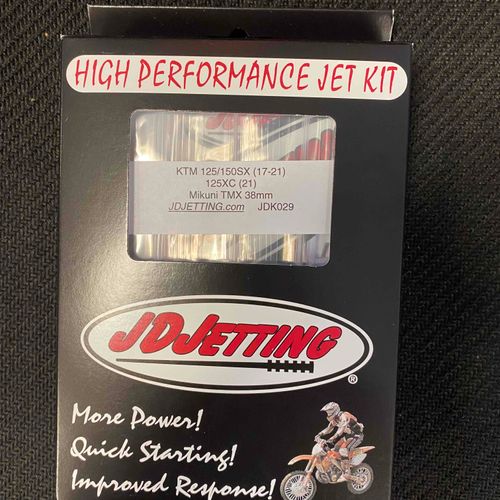 HIGH PERFORMANCE JET KIT
KTM 125/150SX (17-21)
125XC (21)
Mikuni TMX 38mm
JDJETTING.com JDK029
JDJETTING
®
More Power!
Quick Starting!
Improved Response!